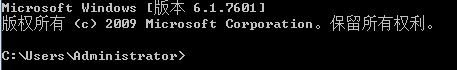 Microsoft Windows [版本 6.1.7601]
版权所有 (c) 2009 Microsoft Corporation。保留所有权利。
C:\Users\Administrator>